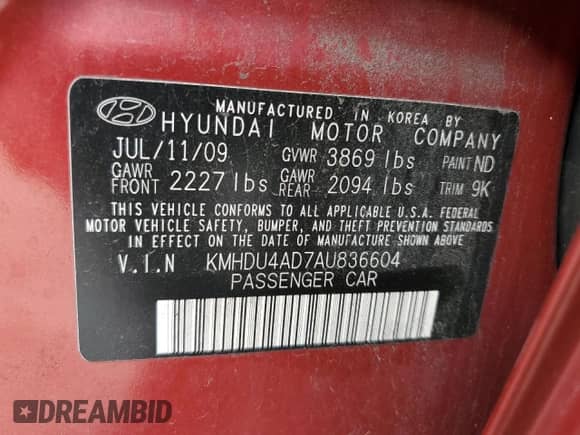 MANUFACTURED IN KOREA BY
HYUNDAI MOTOR COMPANY
JUL/11/09 GVWR 3869 lbs PAINT ND
GAWR FRONT 2227 lbs GAWR REAR 2094 lbs TRIM 9K
THIS VEHICLE CONFORMS TO ALL APPLICABLE U.S.A. FEDERAL
MOTOR VEHICLE SAFETY, BUMPER, AND THEFT PREVENTION STANDARDS
IN EFFECT ON THE DATE OF MANUFACTURE SHOWN ABOVE
V.I.N KMHDU4AD7AU836604
PASSENGER CAR
DREAMBID